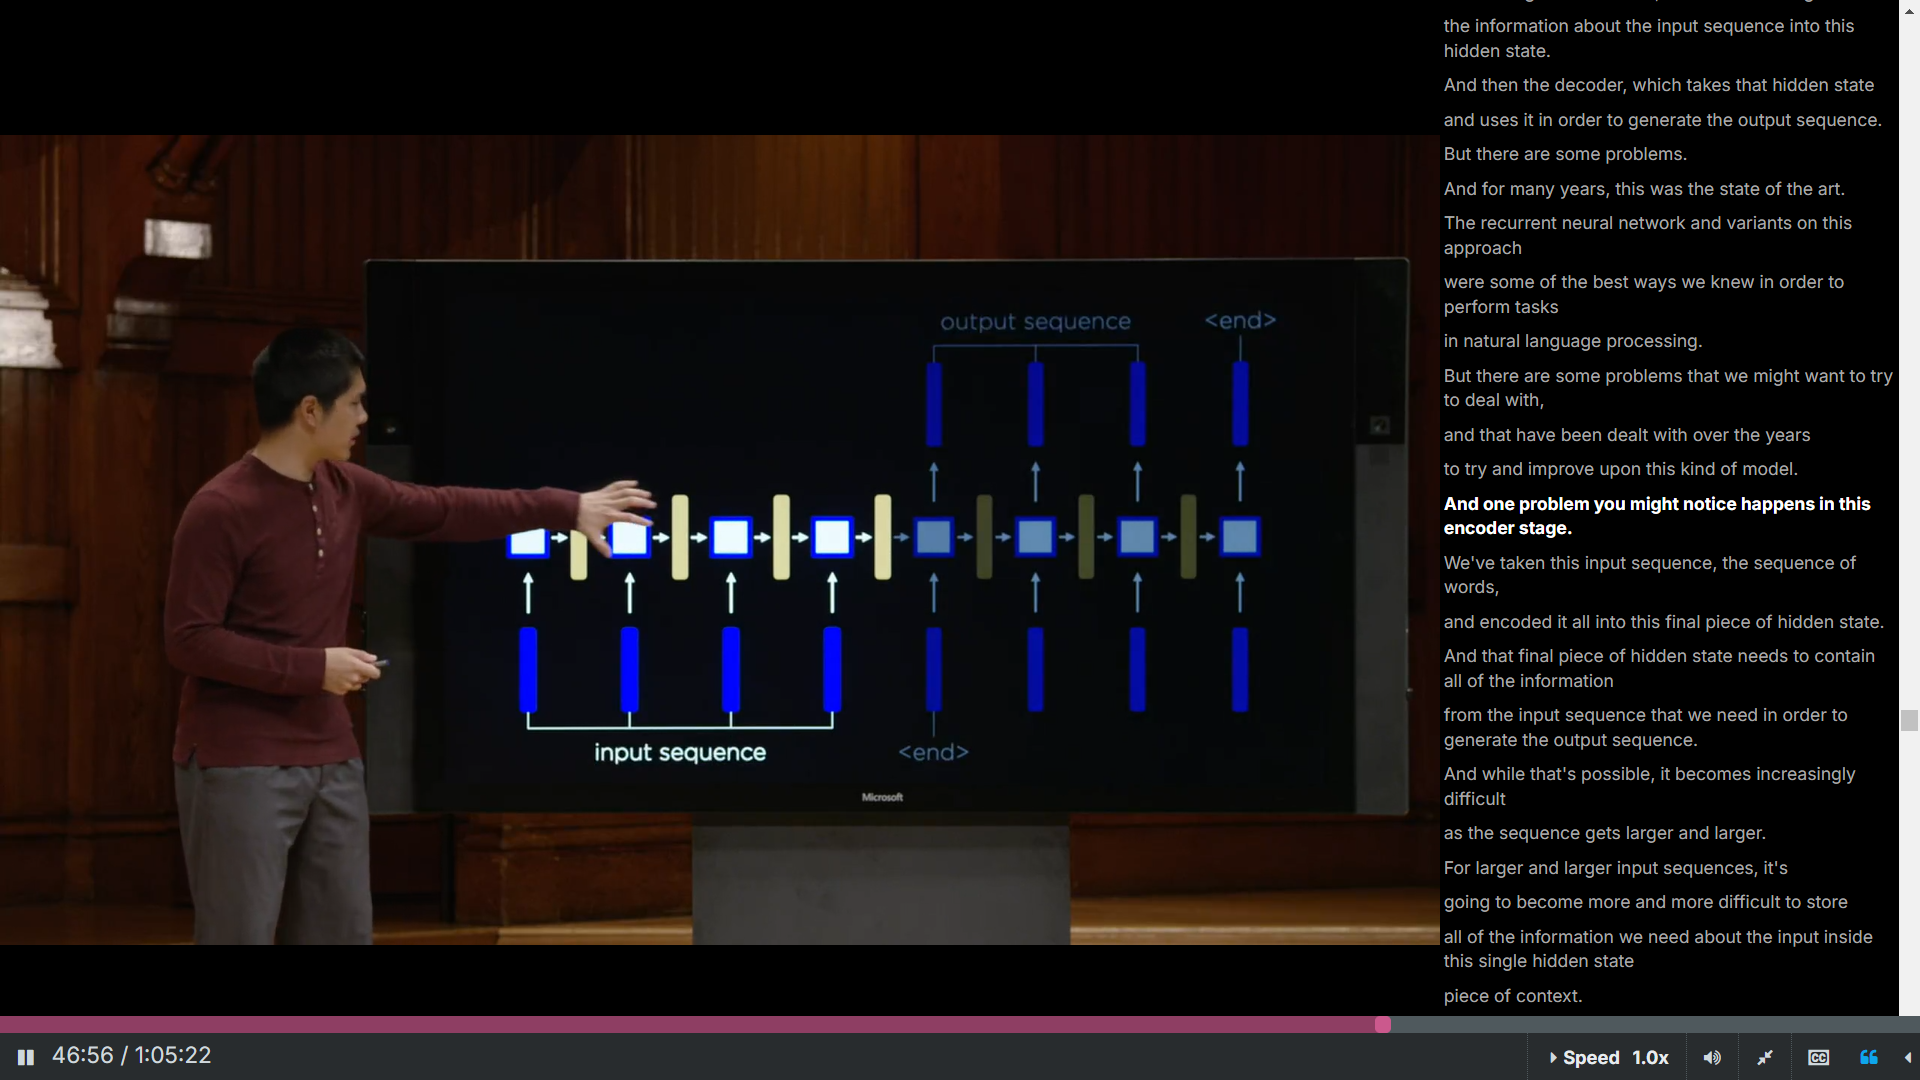 output sequence
<end>
input sequence
<end>
Microsoft
the information about the input sequence into this
hidden state.
And then the decoder, which takes that hidden state
and uses it in order to generate the output sequence.
But there are some problems.
And for many years, this was the state of the art.
The recurrent neural network and variants on this
approach
were some of the best ways we knew in order to
perform tasks
in natural language processing.
But there are some problems that we might want to try
to deal with,
and that have been dealt with over the years
to try and improve upon this kind of model.
And one problem you might notice happens in this
encoder stage.
We've taken this input sequence, the sequence of
words,
and encoded it all into this final piece of hidden state.
And that final piece of hidden state needs to contain
all of the information
from the input sequence that we need in order to
generate the output sequence.
And while that's possible, it becomes increasingly
difficult
as the sequence gets larger and larger.
For larger and larger input sequences, it's
going to become more and more difficult to store
all of the information we need about the input inside
this single hidden state
piece of context.
46:56 / 1:05:22
Speed 1.0x
CC